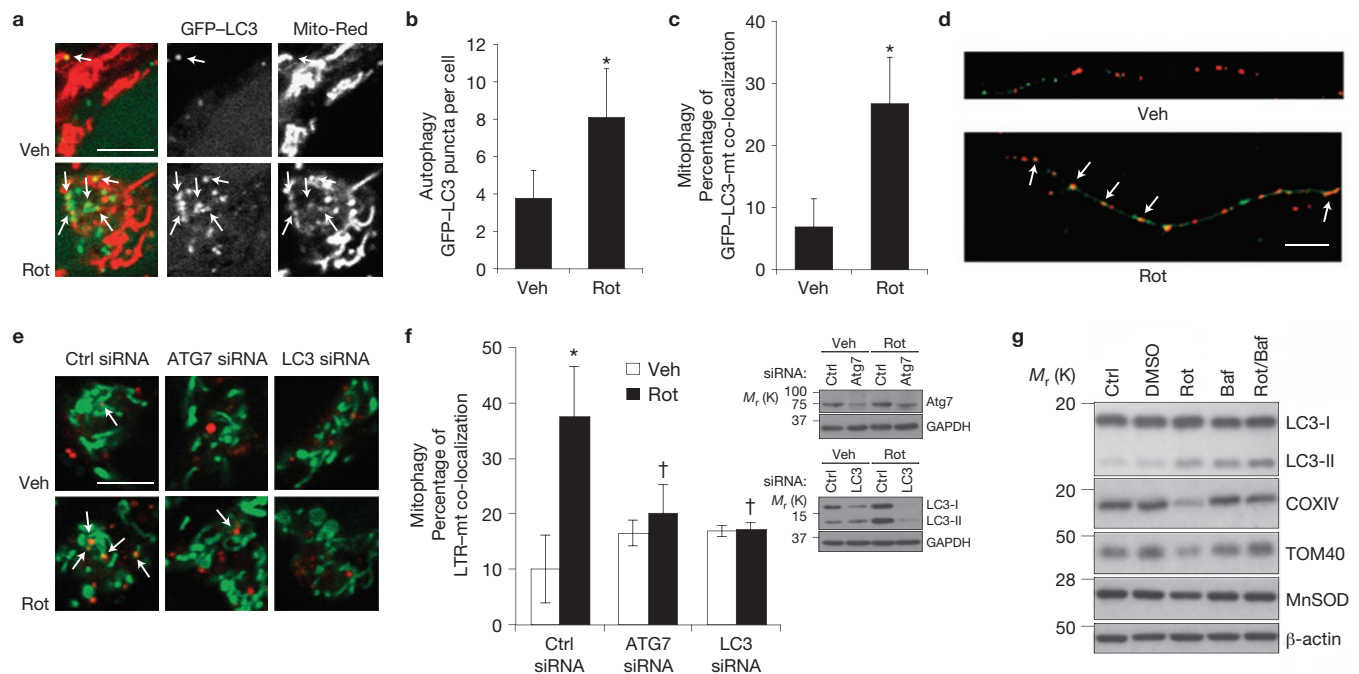 a
GFP–LC3 Mito-Red
Veh
Rot
b
Autophagy
GFP–LC3 puncta per cell
12
10
8
6
4
2
0
*
Veh Rot
c
Mitophagy
Percentage of
GFP–LC3–mt co-localization
40
30
20
10
0
*
Veh Rot
d
Veh
Rot
e
Ctrl siRNA ATG7 siRNA LC3 siRNA
Veh
Rot
f
Mitophagy
Percentage of
LTR–mt co-localization
50
40
30
20
10
0
*
† †
Veh
Rot
Ctrl siRNA
ATG7 siRNA
LC3 siRNA
Veh Rot
siRNA: Ctrl Atg7 Ctrl Atg7
Mr (K)
100
75
37
Atg7
GAPDH
Veh Rot
siRNA: Ctrl LC3 Ctrl LC3
Mr (K)
15
37
LC3-I
LC3-II
GAPDH
g
Mr (K) Ctrl DMSO Rot Baf Rot/Baf
20
LC3-I
LC3-II
20
COXIV
50
TOM40
28
MnSOD
50
β-actin